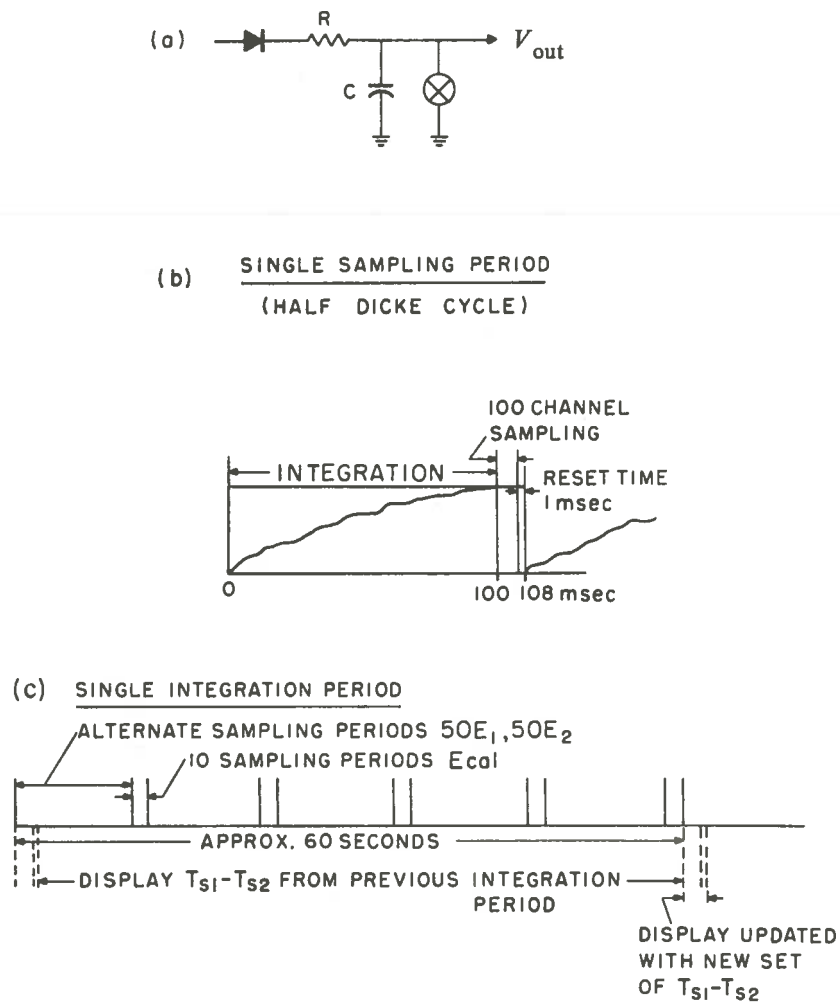 (a)
R
V out
C
(b) SINGLE SAMPLING PERIOD
(HALF DICKE CYCLE)
100 CHANNEL
SAMPLING
INTEGRATION
RESET TIME
1 msec
0
100 108 msec
(c) SINGLE INTEGRATION PERIOD
ALTERNATE SAMPLING PERIODS 50E1,50E2
10 SAMPLING PERIODS Ecal
APPROX. 60 SECONDS
DISPLAY TS1-TS2 FROM PREVIOUS INTEGRATION
PERIOD
DISPLAY UPDATED
WITH NEW SET
OF TS1-TS2